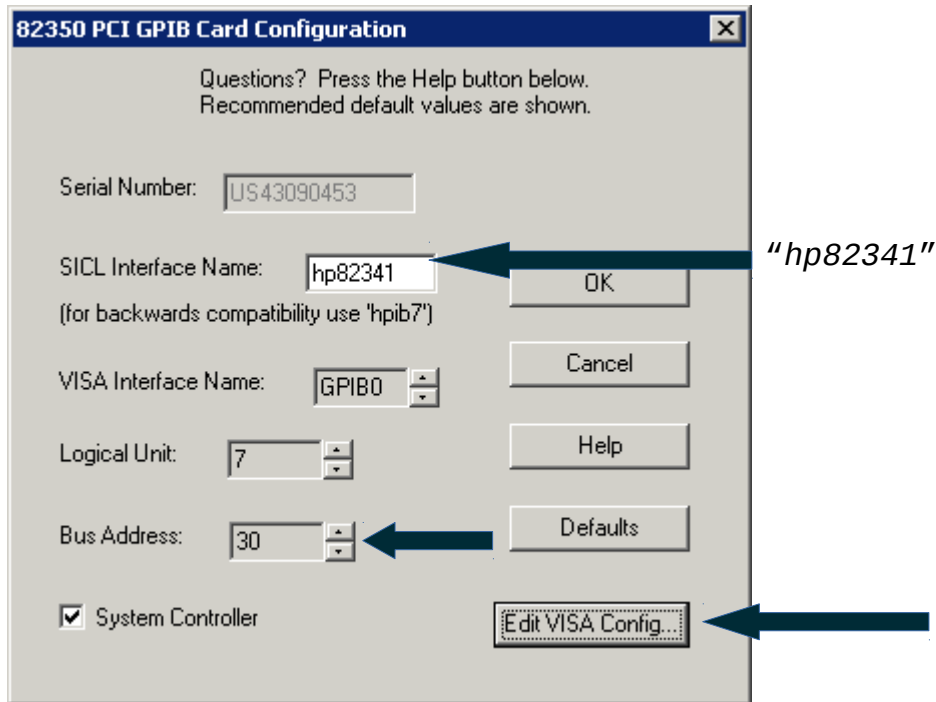 82350 PCI GPIB Card Configuration
Questions? Press the Help button below.
Recommended default values are shown.
Serial Number: US43090453
SICL Interface Name: hp82341
“hp82341”
OK
(for backwards compatibility use 'hpib7')
Cancel
VISA Interface Name: GPIB0
Help
Logical Unit: 7
Defaults
Bus Address: 30
System Controller
Edit VISA Config...